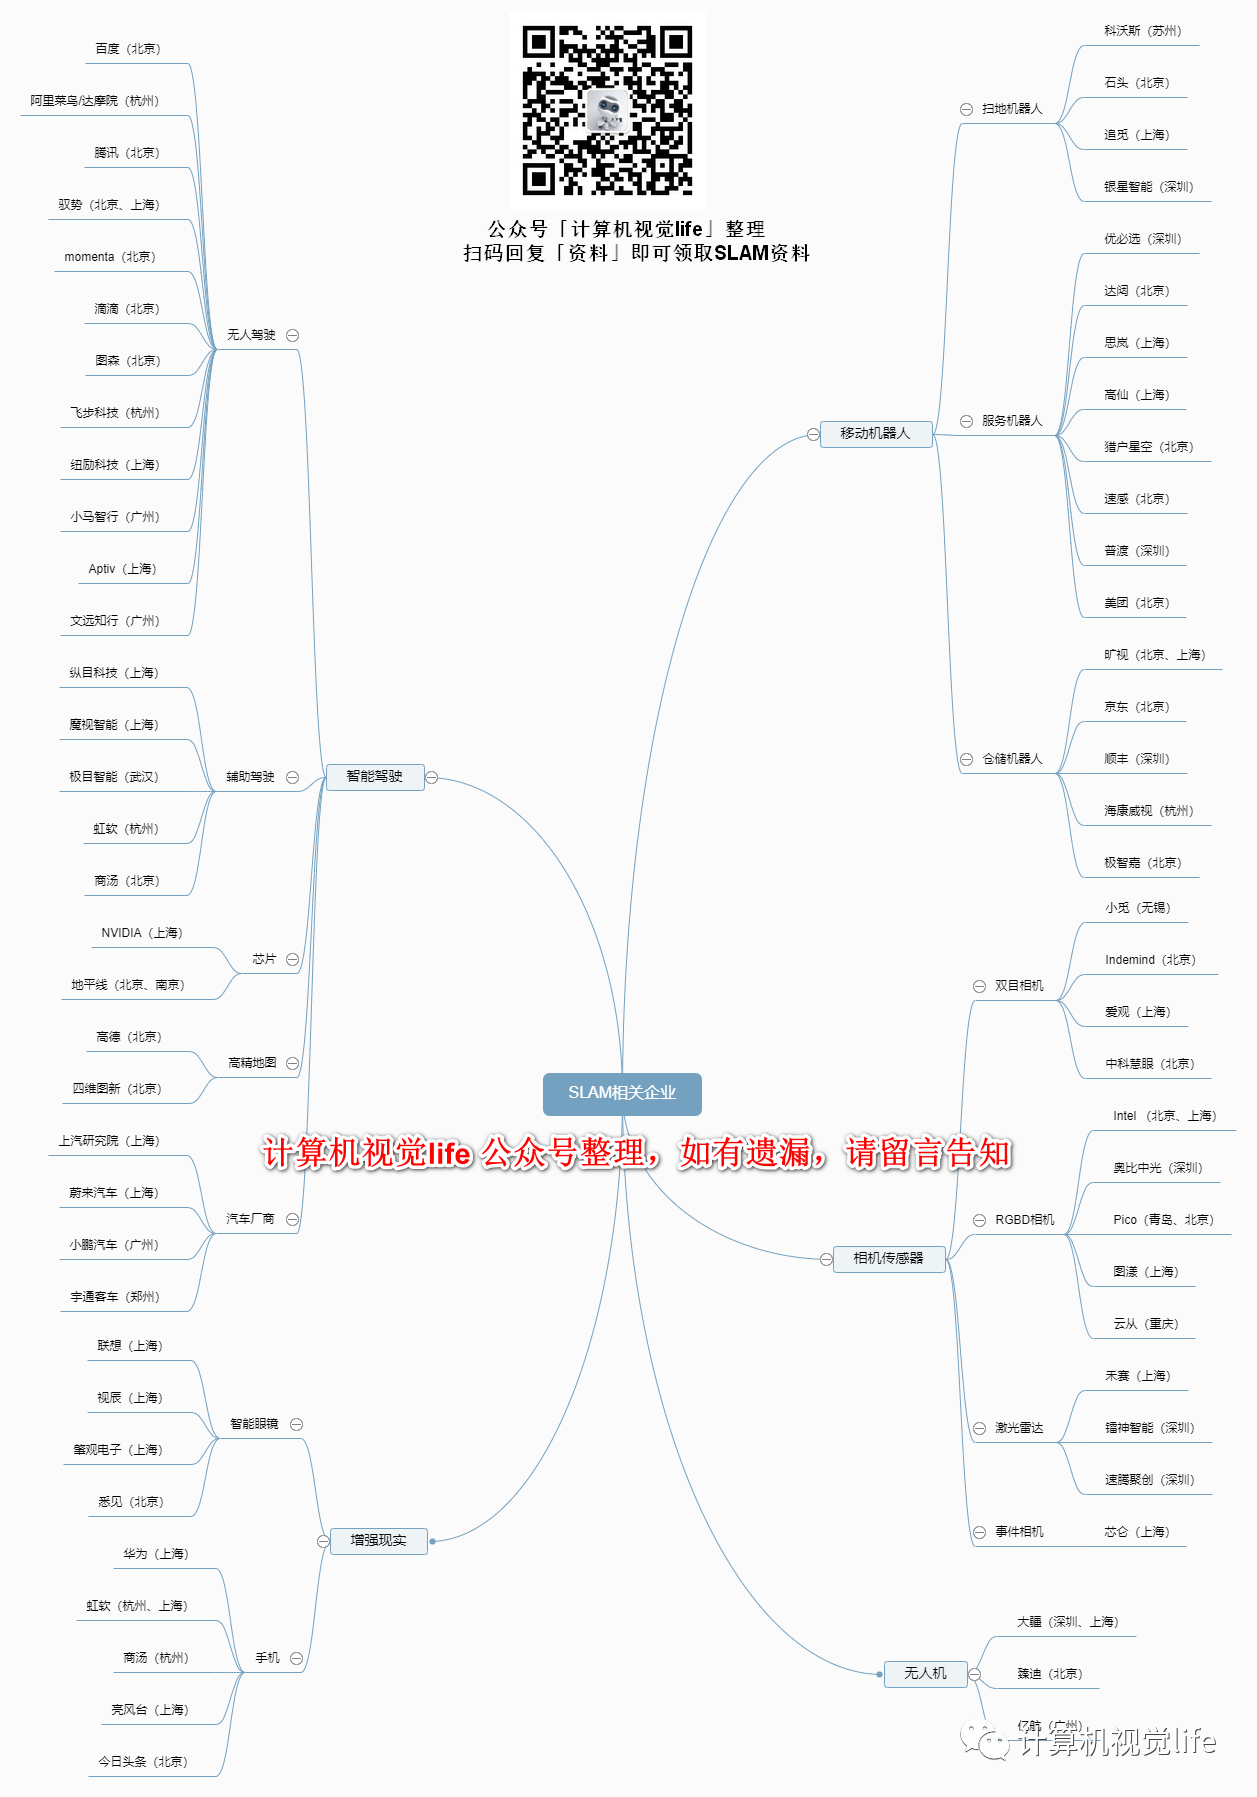 公众号「计算机视觉life」整理
扫码回复「资料」即可领取SLAM资料
SLAM相关企业
计算机视觉life 公众号整理，如有遗漏，请留言告知
智能驾驶
无人驾驶
百度（北京）
阿里菜鸟/达摩院（杭州）
腾讯（北京）
驭势（北京、上海）
momenta（北京）
滴滴（北京）
图森（北京）
飞步科技（杭州）
纽励科技（上海）
小马智行（广州）
Aptiv（上海）
文远知行（广州）
辅助驾驶
纵目科技（上海）
魔视智能（上海）
极目智能（武汉）
虹软（杭州）
商汤（北京）
芯片
NVIDIA（上海）
地平线（北京、南京）
高精地图
高德（北京）
四维图新（北京）
汽车厂商
上汽研究院（上海）
蔚来汽车（上海）
小鹏汽车（广州）
宇通客车（郑州）
增强现实
智能眼镜
联想（上海）
视辰（上海）
肇观电子（上海）
悉见（北京）
手机
华为（上海）
虹软（杭州、上海）
商汤（杭州）
亮风台（上海）
今日头条（北京）
移动机器人
扫地机器人
科沃斯（苏州）
石头（北京）
追觅（上海）
银星智能（深圳）
服务机器人
优必选（深圳）
达闼（北京）
思岚（上海）
高仙（上海）
猎户星空（北京）
速感（北京）
普渡（深圳）
美团（北京）
仓储机器人
旷视（北京、上海）
京东（北京）
顺丰（深圳）
海康威视（杭州）
极智嘉（北京）
相机传感器
双目相机
小觅（无锡）
Indemind（北京）
爱观（上海）
中科慧眼（北京）
RGBD相机
Intel （北京、上海）
奥比中光（深圳）
Pico（青岛、北京）
图漾（上海）
云从（重庆）
激光雷达
禾赛（上海）
镭神智能（深圳）
速腾聚创（深圳）
事件相机
芯仑（上海）
无人机
大疆（深圳、上海）
臻迪（北京）
亿航（广州）
计算机视觉life